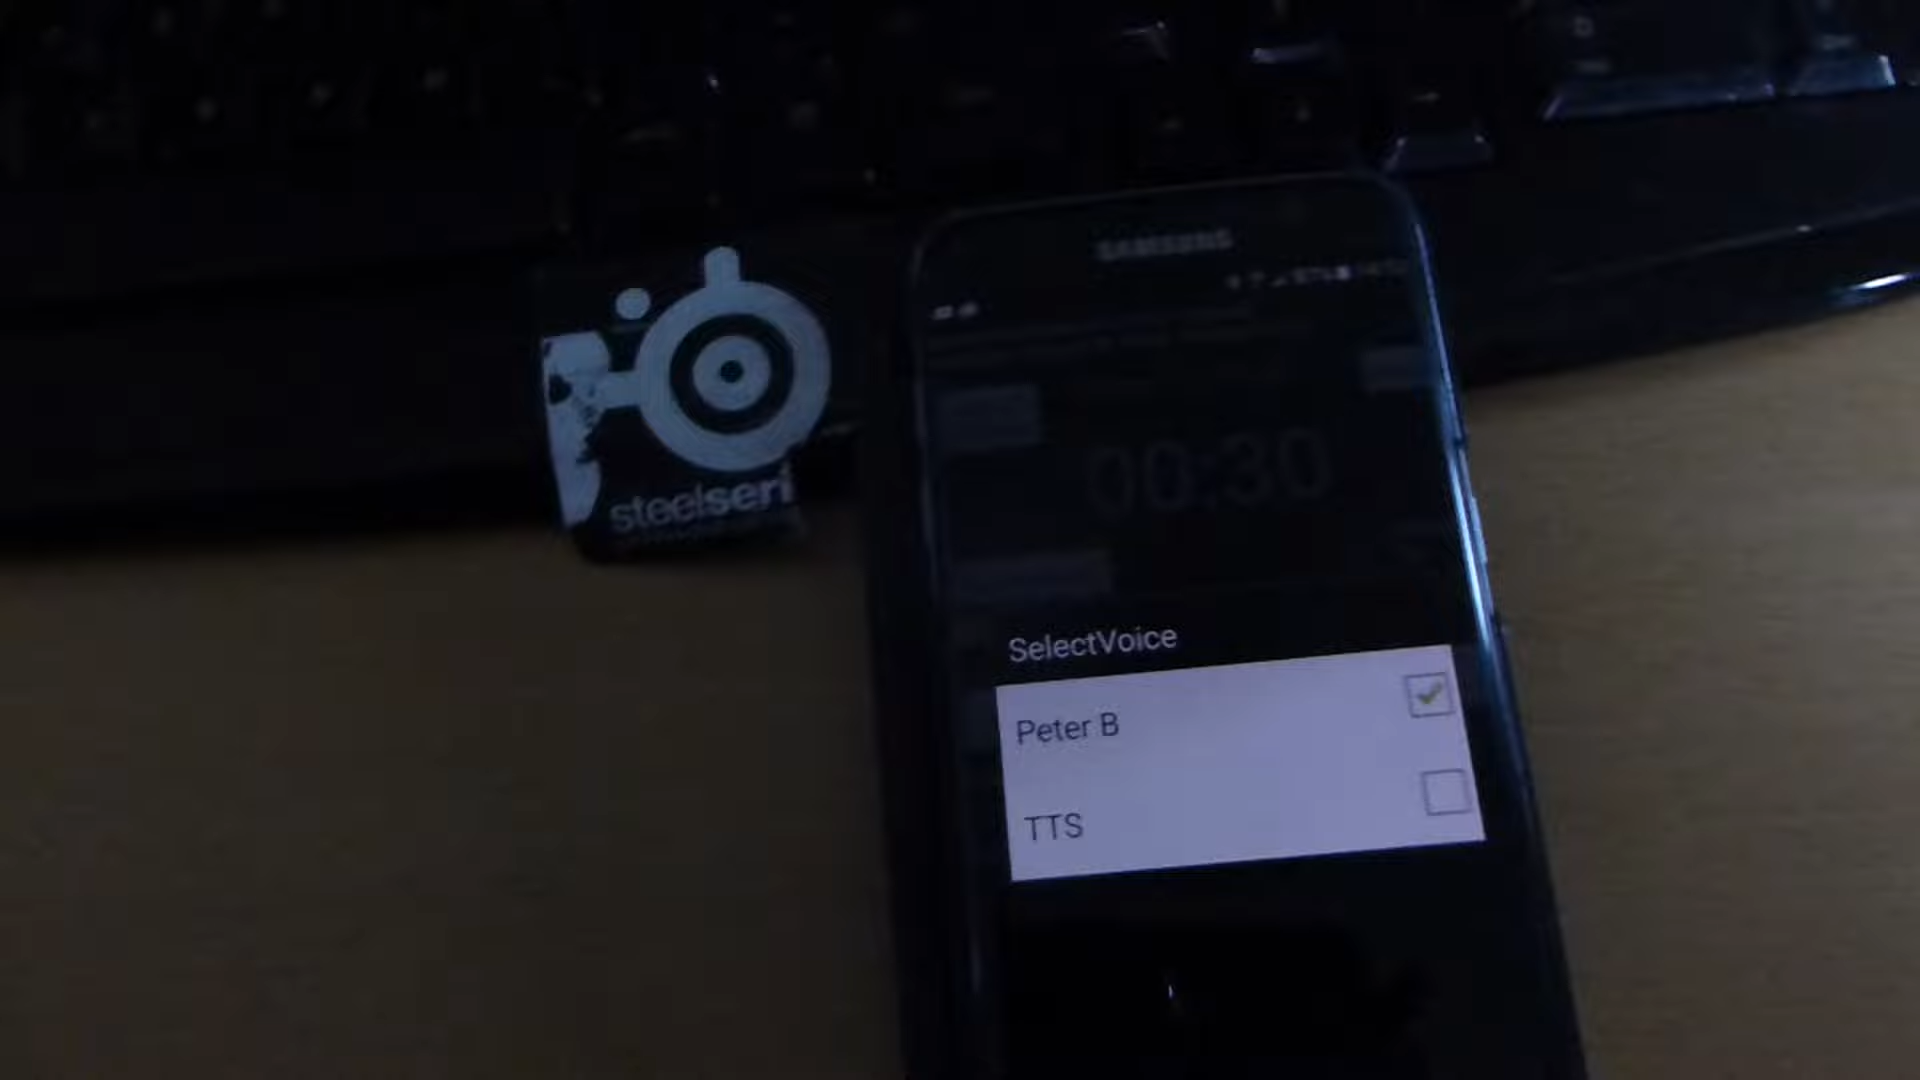 SAMSUNG
steelseri
00:30
SelectVoice
Peter B
TTS